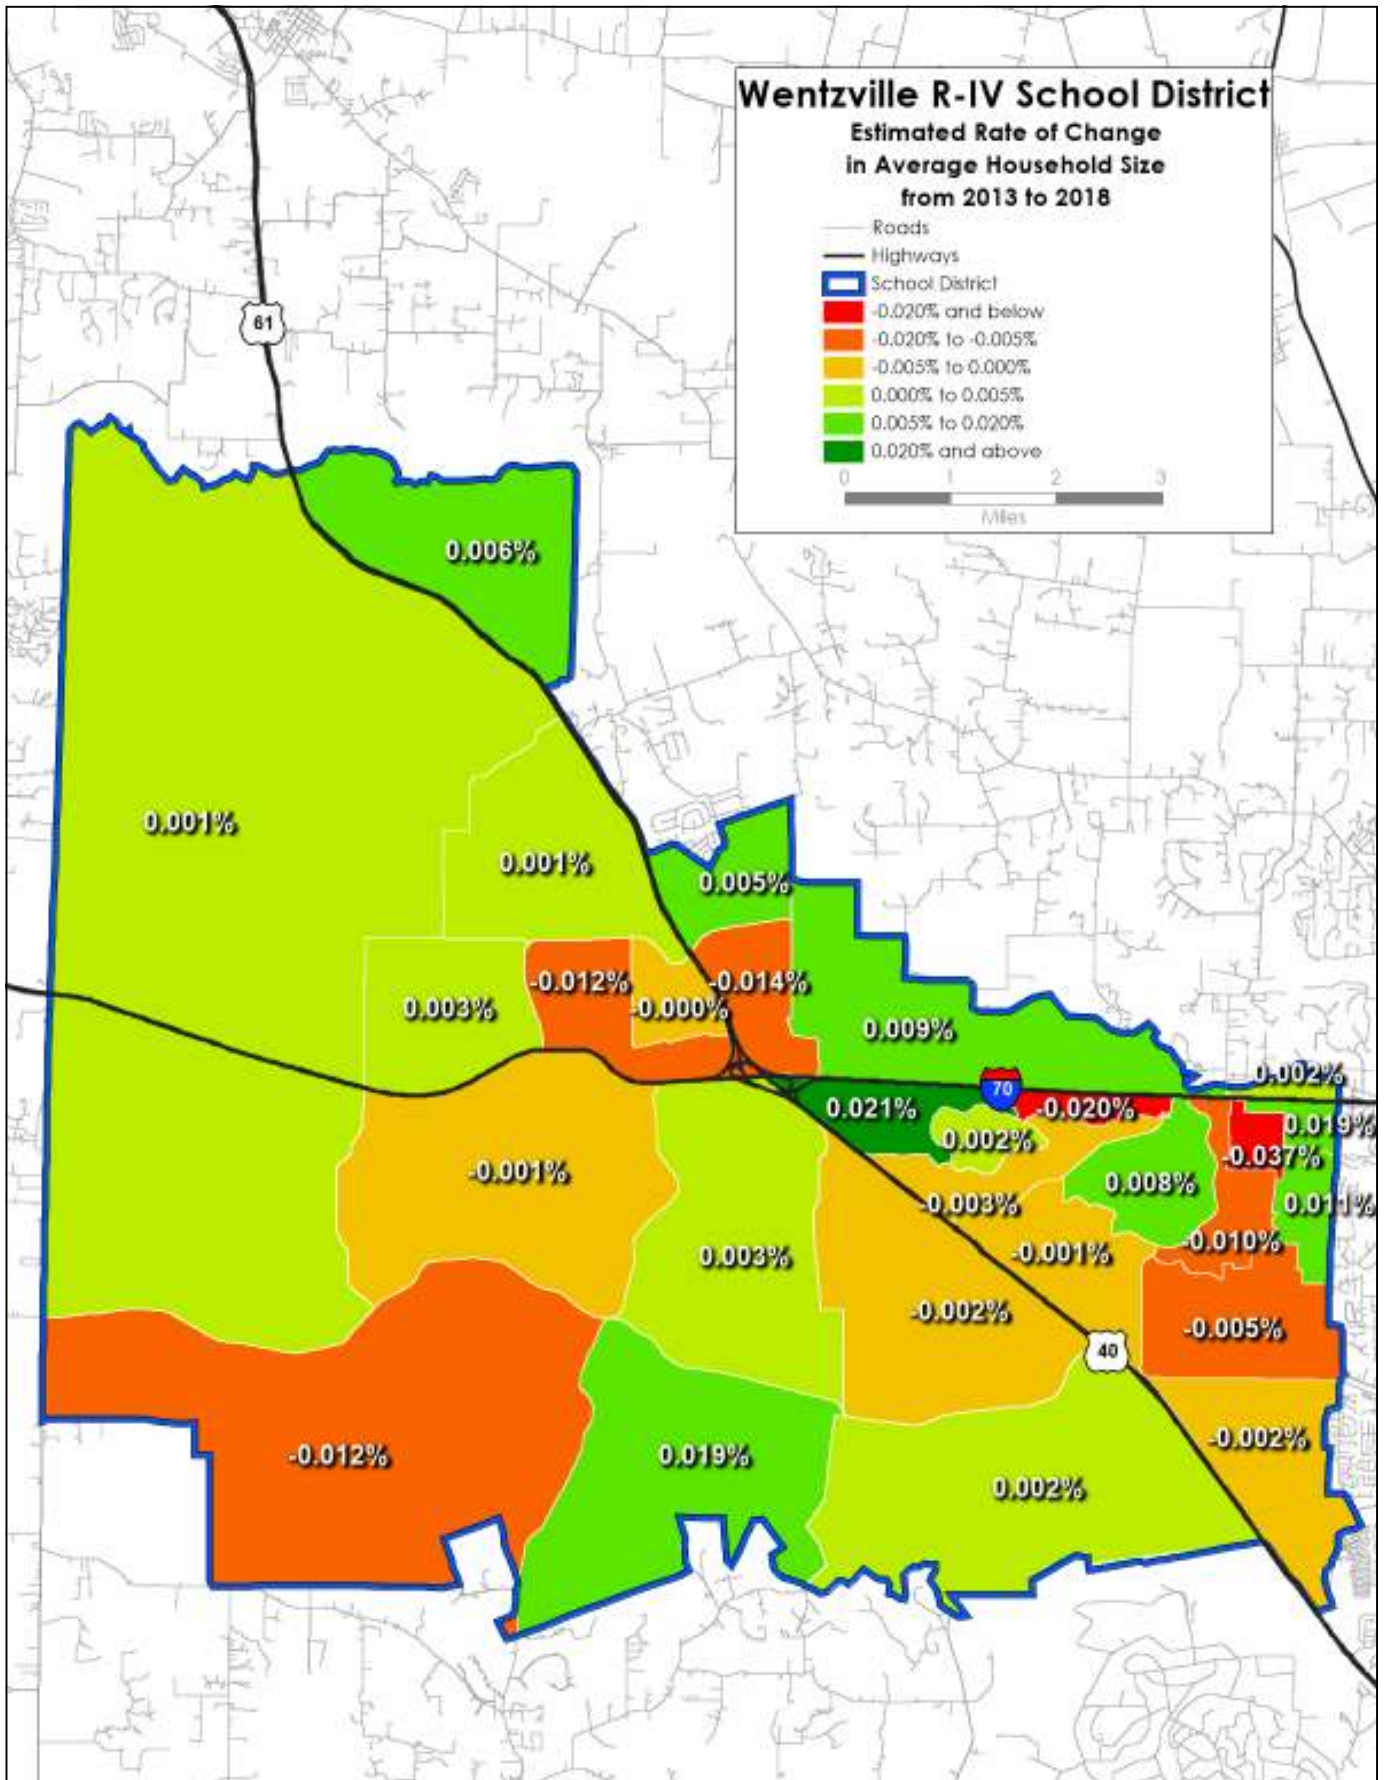 Wentzville R-IV School District
Estimated Rate of Change
in Average Household Size
from 2013 to 2018
Roads
Highways
School District
-0.020% and below
-0.020% to -0.005%
-0.005% to 0.000%
0.000% to 0.005%
0.005% to 0.020%
0.020% and above
0 1 2 3
Miles
61
0.006%
0.001%
0.001%
0.005%
-0.012%
-0.000%
-0.014%
0.003%
0.009%
0.002%
70
0.021%
-0.020%
0.019%
0.002%
-0.037%
-0.001%
0.008%
-0.003%
0.011%
-0.010%
-0.001%
0.003%
-0.002%
-0.005%
40
-0.012%
0.019%
-0.002%
0.002%